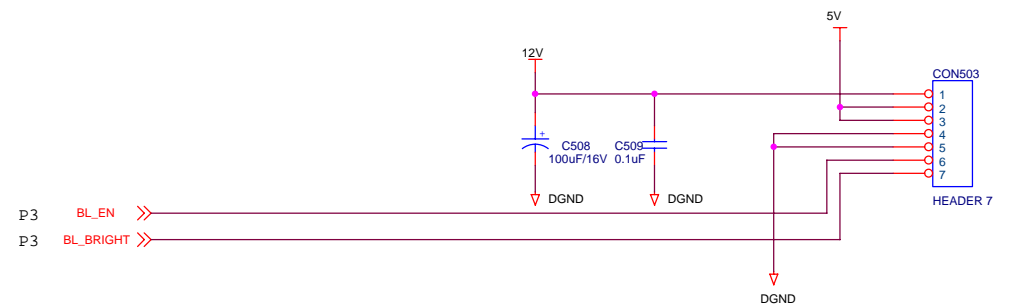 5V
12V
CON503
1
2
3
4
5
6
7
HEADER 7
+
C508
100uF/16V
C509
0.1uF
DGND
DGND
P3 BL_EN
P3 BL_BRIGHT
DGND